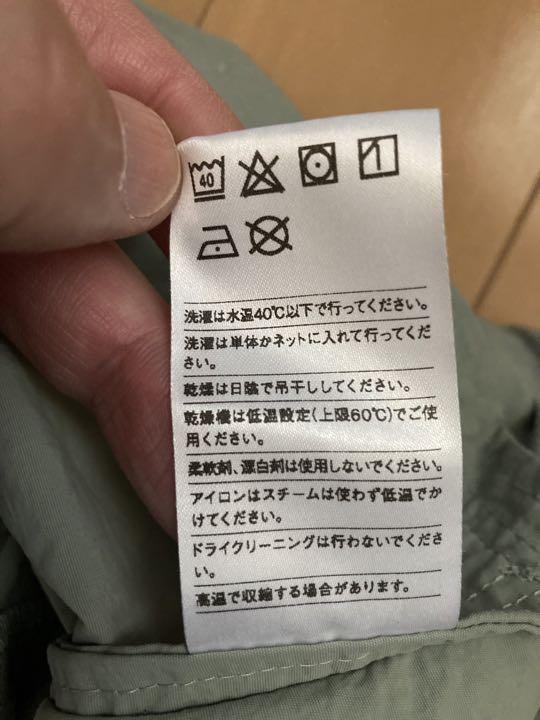 40
洗濯は水温40℃以下で行ってください。
洗濯は単体かネットに入れて行ってくだ
さい。
乾燥は日陰で吊干ししてください。
乾燥機は低温設定(上限60℃)でご使
用ください。
柔軟剤、漂白剤は使用しないでください。
アイロンはスチームは使わず低温でか
けてください。
ドライクリーニングは行わないでくださ
い。
高温で収縮する場合があります。